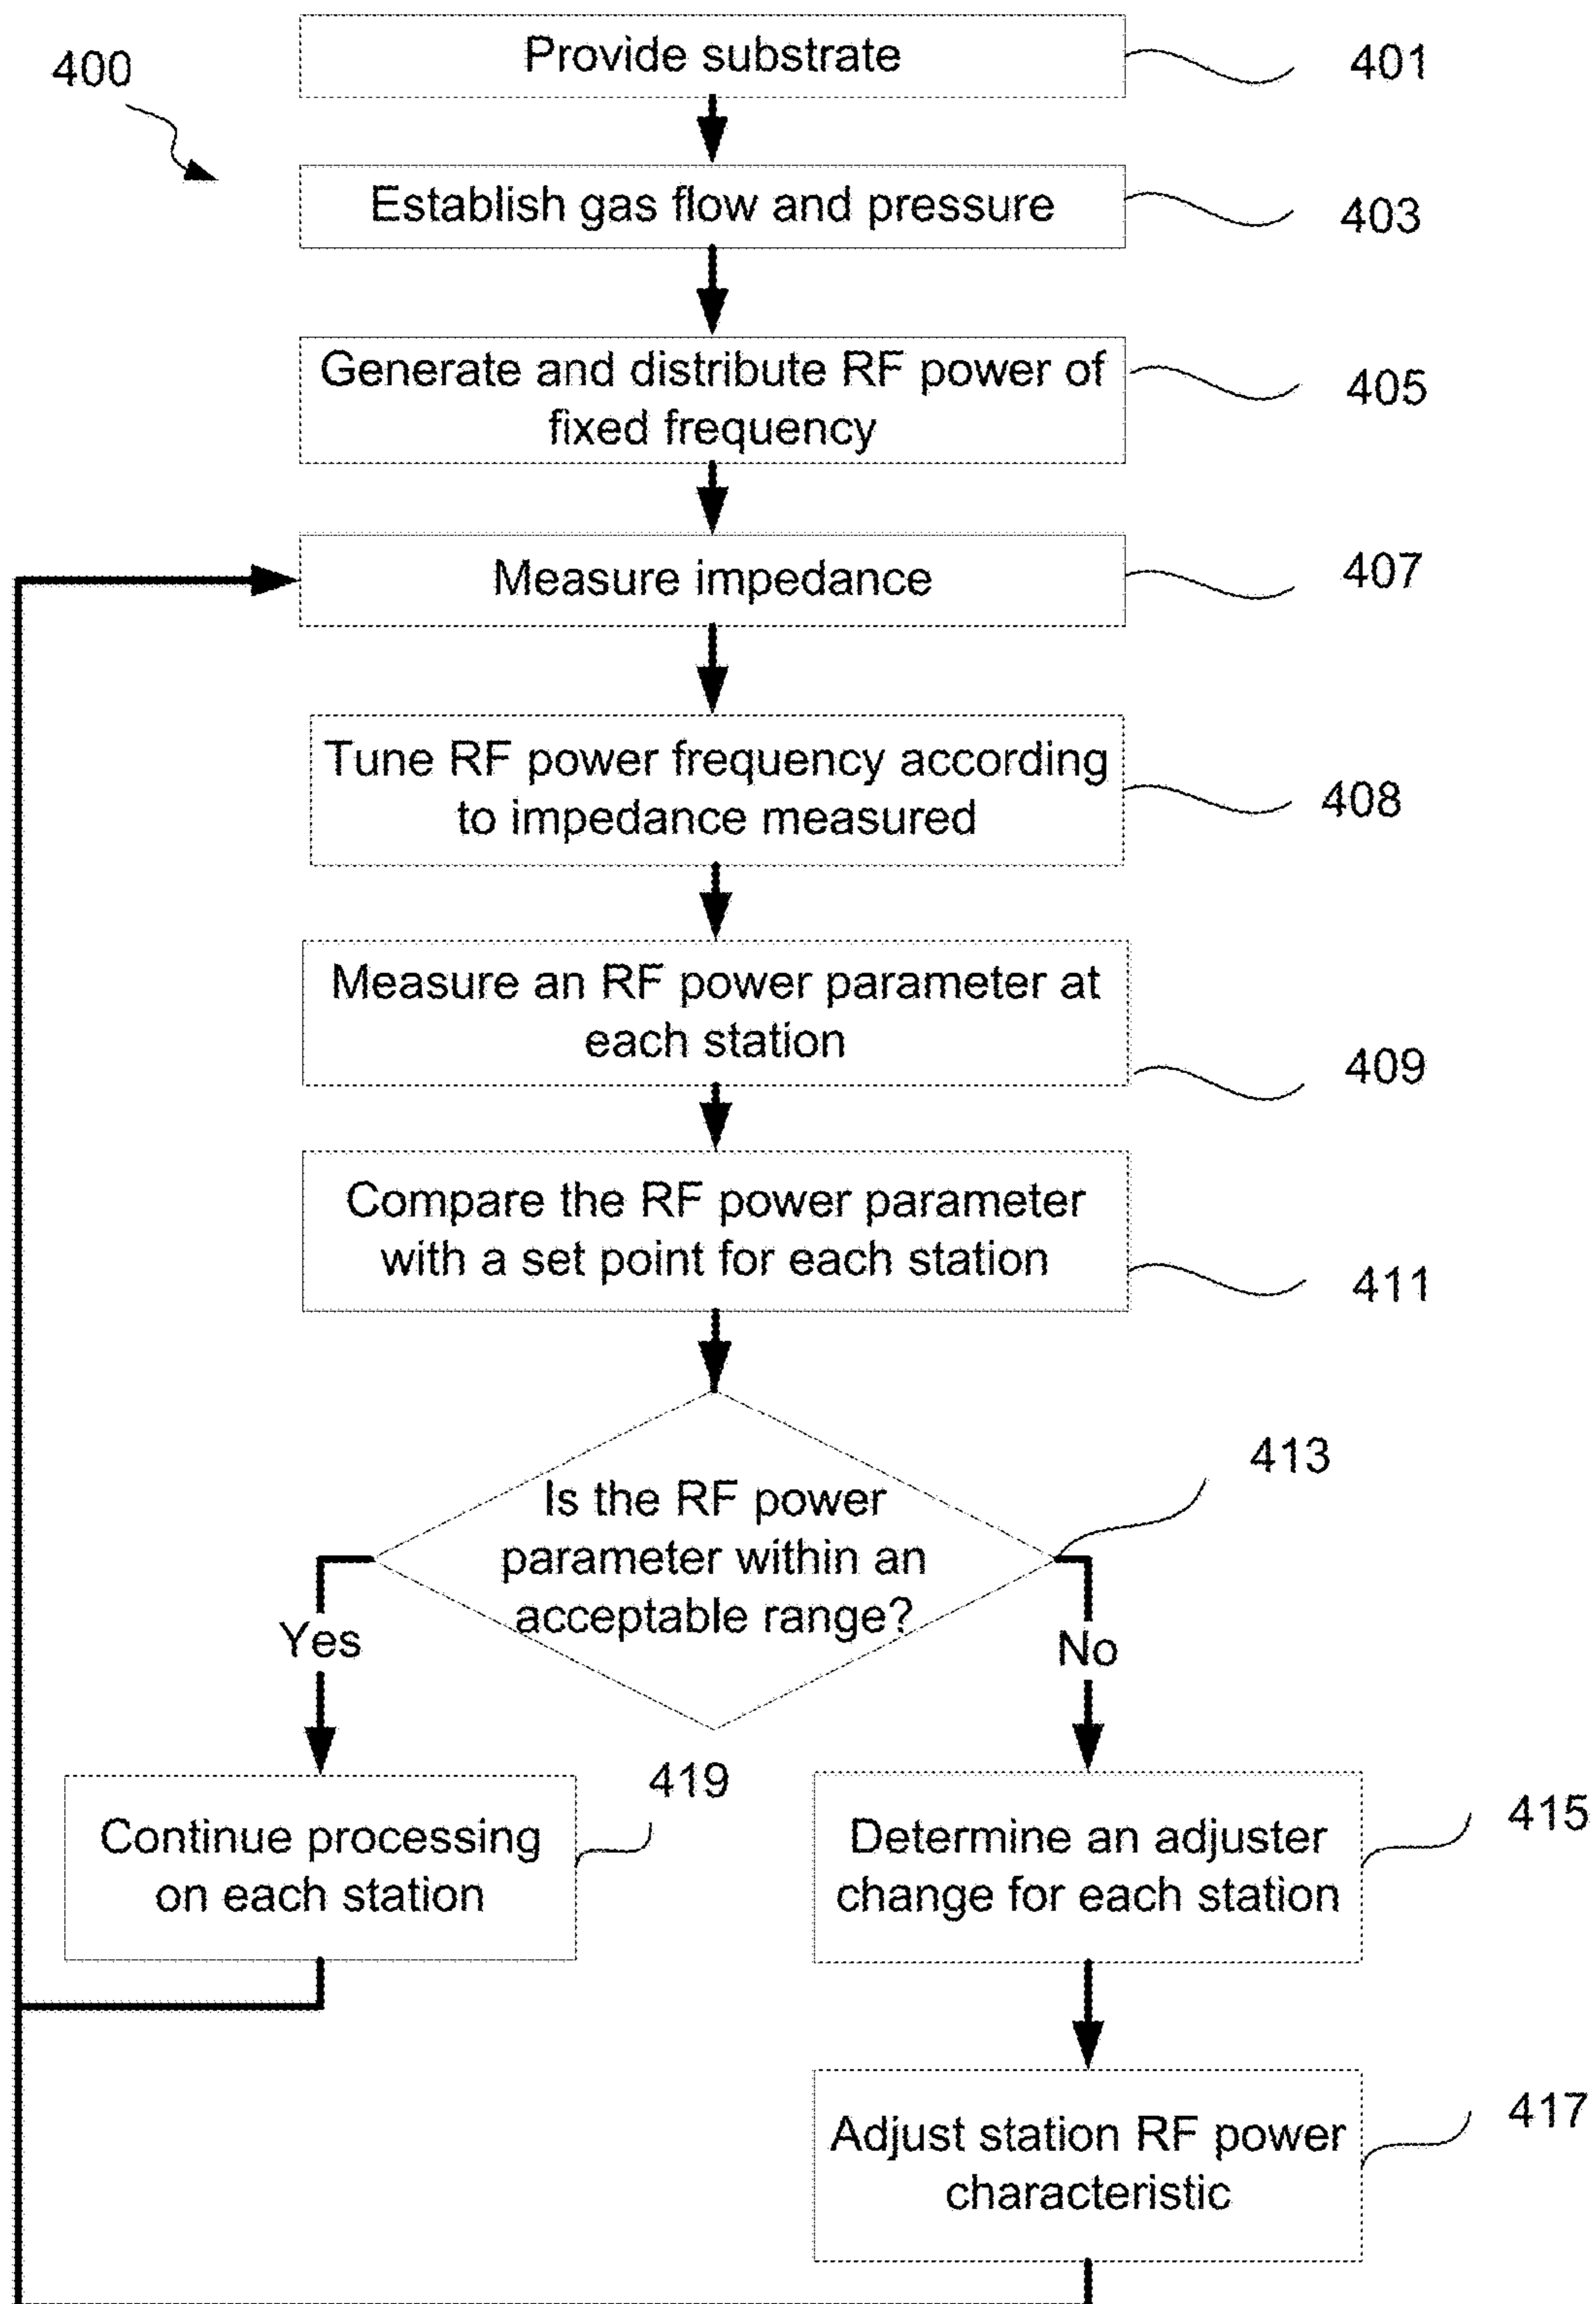 400
Provide substrate
401
Establish gas flow and pressure
403
Generate and distribute RF power of
fixed frequency
405
Measure impedance
407
Tune RF power frequency according
to impedance measured
408
Measure an RF power parameter at
each station
409
Compare the RF power parameter
with a set point for each station
411
Is the RF power
parameter within an
acceptable range?
413
Yes
No
Continue processing
on each station
419
Determine an adjuster
change for each station
415
Adjust station RF power
characteristic
417